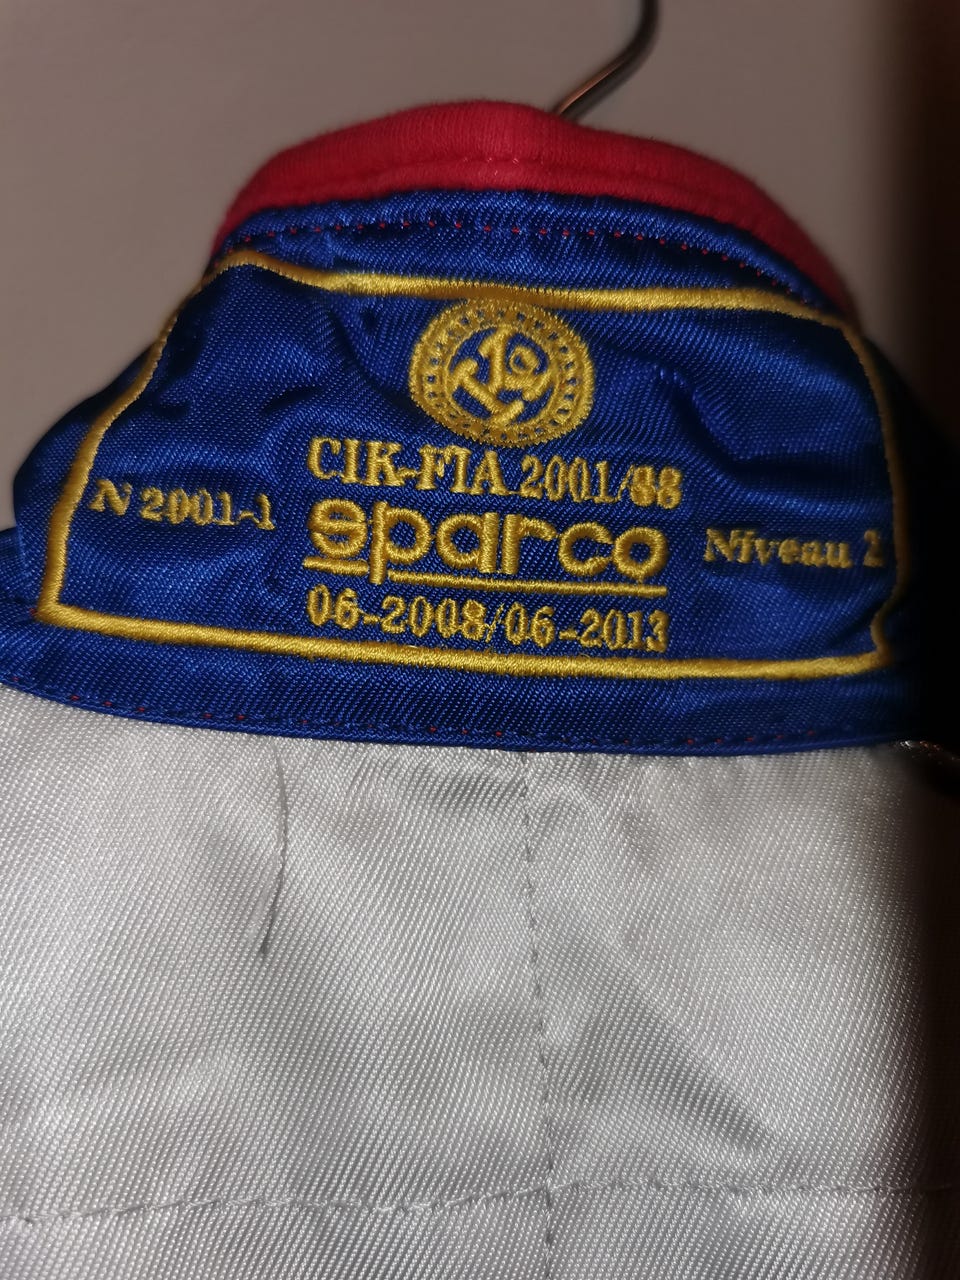 CIK-FIA 2001/88
N 2001-1
sparco
Niveau 2
06-2008/06-2013